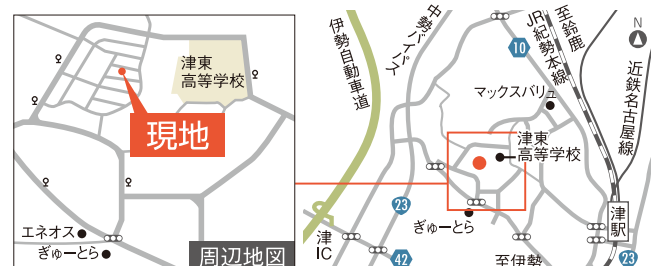 津東
高等学校
現地
エネオス
ぎゅーとら
周辺地図
伊勢自動車道
中勢バイパス
10
JR紀勢本線
至鈴鹿
N
近鉄名古屋線
マックスバリュ
津東
高等学校
23
ぎゅーとら
津
IC
42
至伊勢
津駅
23